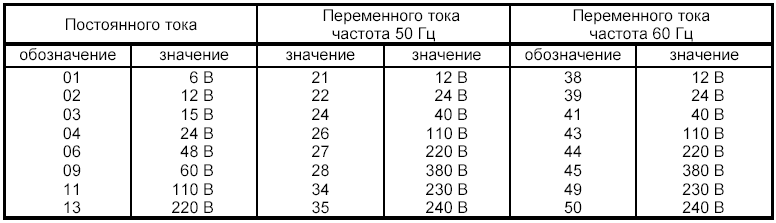 Постоянного тока Переменного тока частота 50 Гц Переменного тока частота 60 Гц
обозначение значение значение значение обозначение значение
01 6 В 21 12 В 38 12 В
02 12 В 22 24 В 39 24 В
03 15 В 24 40 В 41 40 В
04 24 В 26 110 В 43 110 В
06 48 В 27 220 В 44 220 В
09 60 В 28 380 В 45 380 В
11 110 В 34 230 В 49 230 В
13 220 В 35 240 В 50 240 В